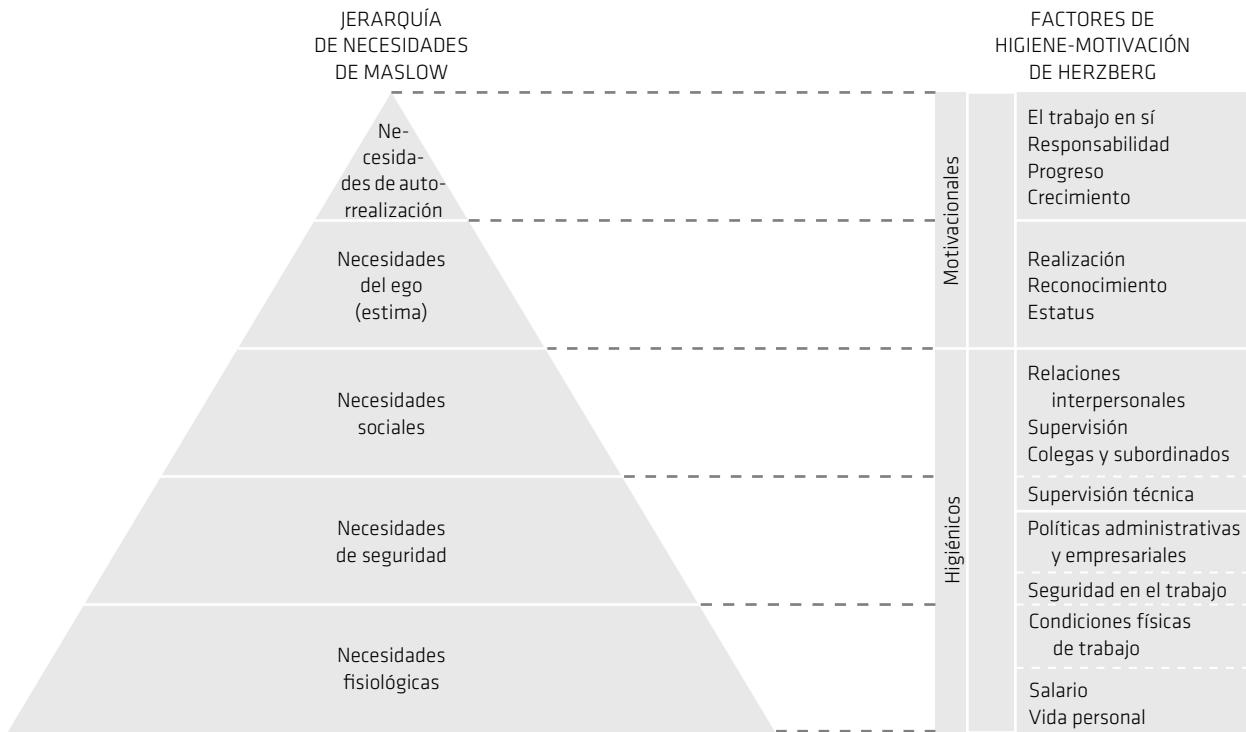 JERARQUÍA
DE NECESIDADES
DE MASLOW
FACTORES DE
HIGIENE-MOTIVACIÓN
DE HERZBERG
Ne-
cesida-
des de auto-
rrealización
Necesidades
del ego
(estima)
Necesidades
sociales
Necesidades
de seguridad
Necesidades
fisiológicas
Motivacionales
Higiénicos
El trabajo en sí
Responsabilidad
Progreso
Crecimiento
Realización
Reconocimiento
Estatus
Relaciones
interpersonales
Supervisión
Colegas y subordinados
Supervisión técnica
Políticas administrativas
y empresariales
Seguridad en el trabajo
Condiciones físicas
de trabajo
Salario
Vida personal